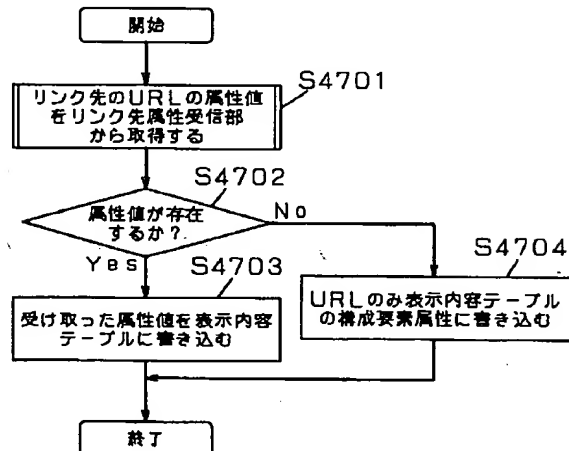 開始
S4701
リンク先のURLの属性値
をリンク先属性受信部
から取得する
S4702
属性値が存在
するか?
No
Yes
S4703
受け取った属性値を表示内容
テーブルに書き込む
S4704
URLのみ表示内容テーブル
の構成要素属性に書き込む
終了